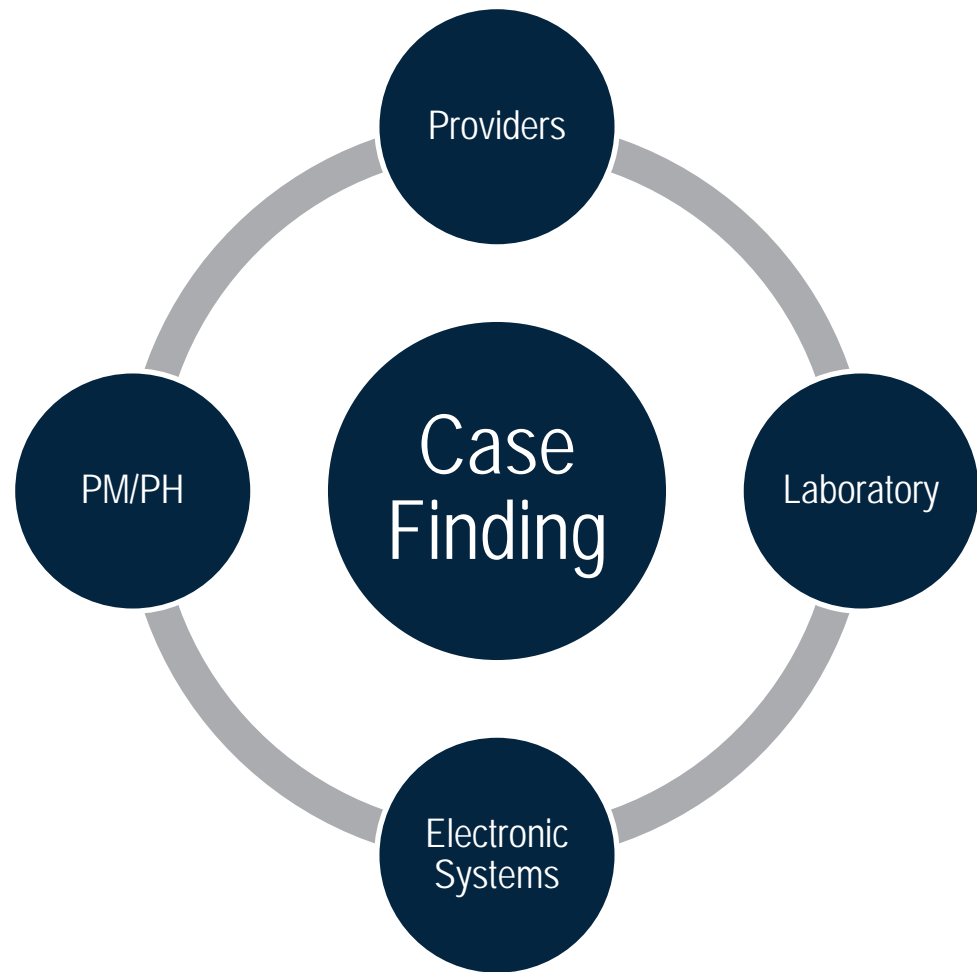 Providers
PM/PH
Case
Finding
Laboratory
Electronic
Systems